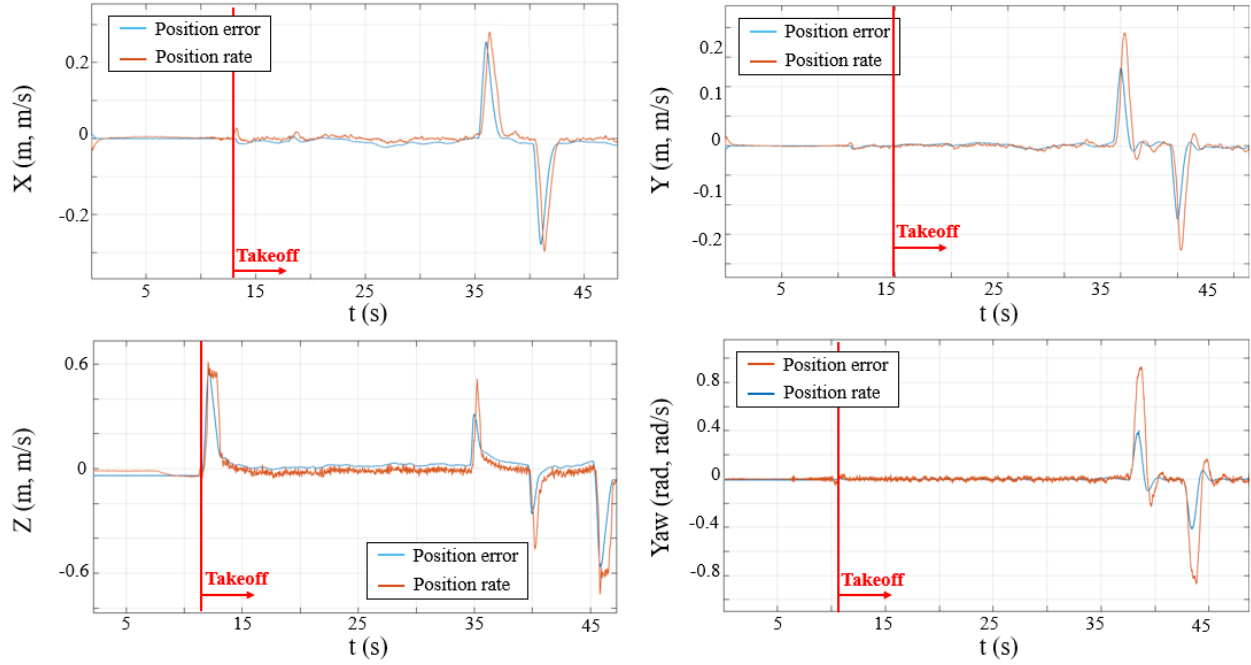 Position error
Position rate
X (m, m/s)
0.2
0
-0.2
Takeoff
5
15
25
35
45
t (s)
Position error
Position rate
Y (m, m/s)
0.2
0.1
0
-0.1
-0.2
Takeoff
5
15
25
35
45
t (s)
Position error
Position rate
Z (m, m/s)
0.6
0
-0.6
Takeoff
5
15
25
35
45
t (s)
Position error
Position rate
Yaw (rad, rad/s)
0.8
0.4
0
-0.4
-0.8
Takeoff
5
15
25
35
45
t (s)